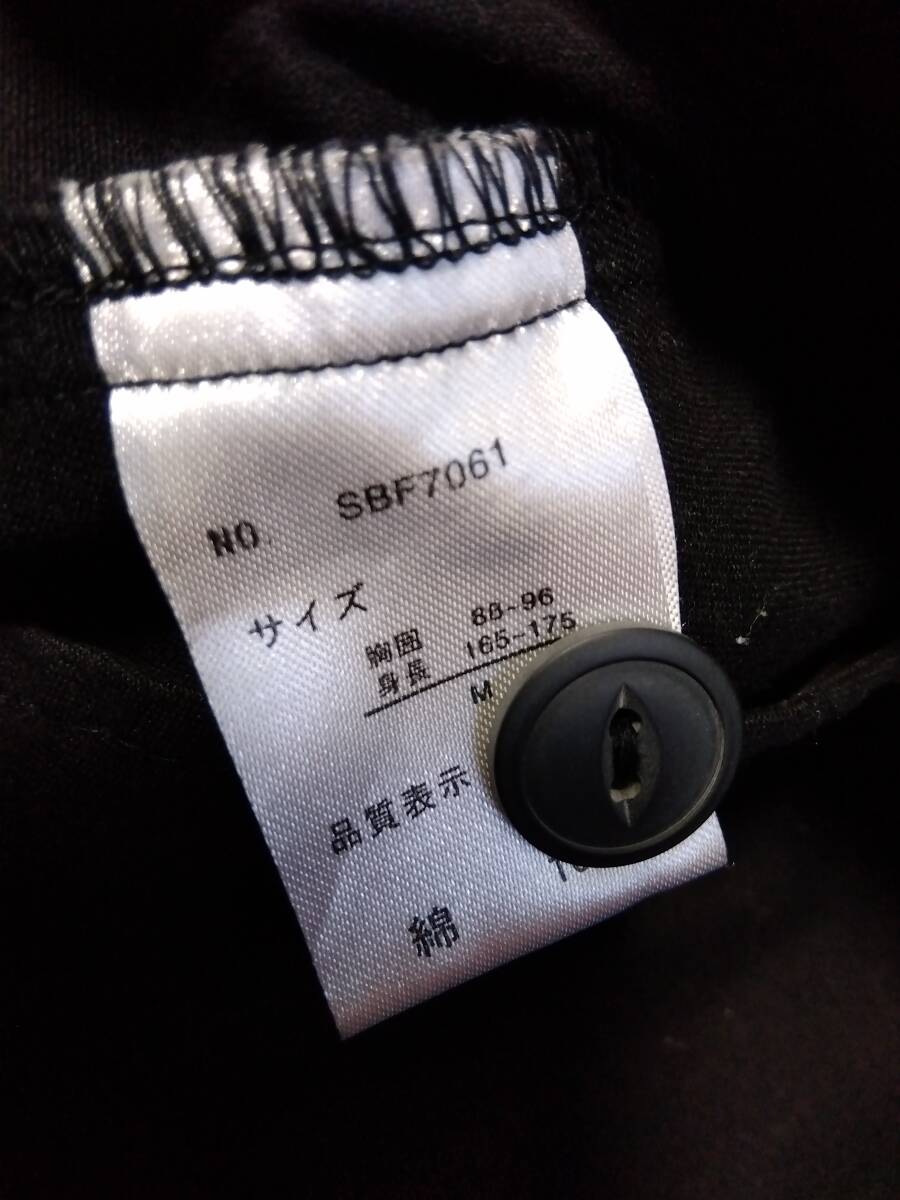 NO. SBF7061
サイズ
胸囲 88~96
身長 165~175
M
品質表示
綿